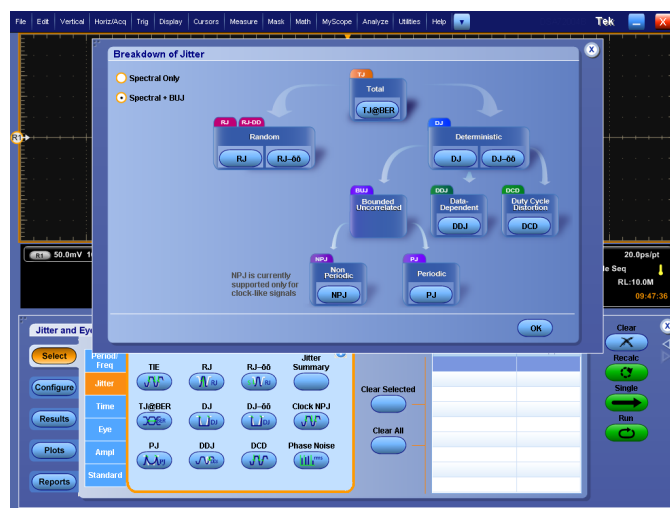 File Edit Vertical Horiz/Acq Trig Display Cursors Measure Mask Math MyScope Analyze Utilities Help Tek X
Breakdown of Jitter X
Spectral Only
Spectral + BUJ
TJ
Total
TJ@BER
RJ RJ-DD
Random
RJ RJ–δδ
DJ
Deterministic
DJ DJ–δδ
BUJ
Bounded
Uncorrelated
DDJ
Data-
Dependent
DDJ
DCD
Duty Cycle
Distortion
DCD
NPJ is currently
supported only for
clock-like signals
NPJ
Non
Periodic
NPJ
PJ
Periodic
PJ
OK
R1
R1 50.0mV
20.0ps/pt
le Seq
RL:10.0M
09:47:36
Jitter and Eye
X
Select
Configure
Results
Plots
Reports
Period/
Freq
Jitter
Time
Eye
Ampl
Standard
TIE RJ RJ–δδ Jitter
Summary
TJ@BER DJ DJ–δδ Clock NPJ
PJ DDJ DCD Phase Noise
Clear Selected
Clear All
Clear
Recalc
Single
Run